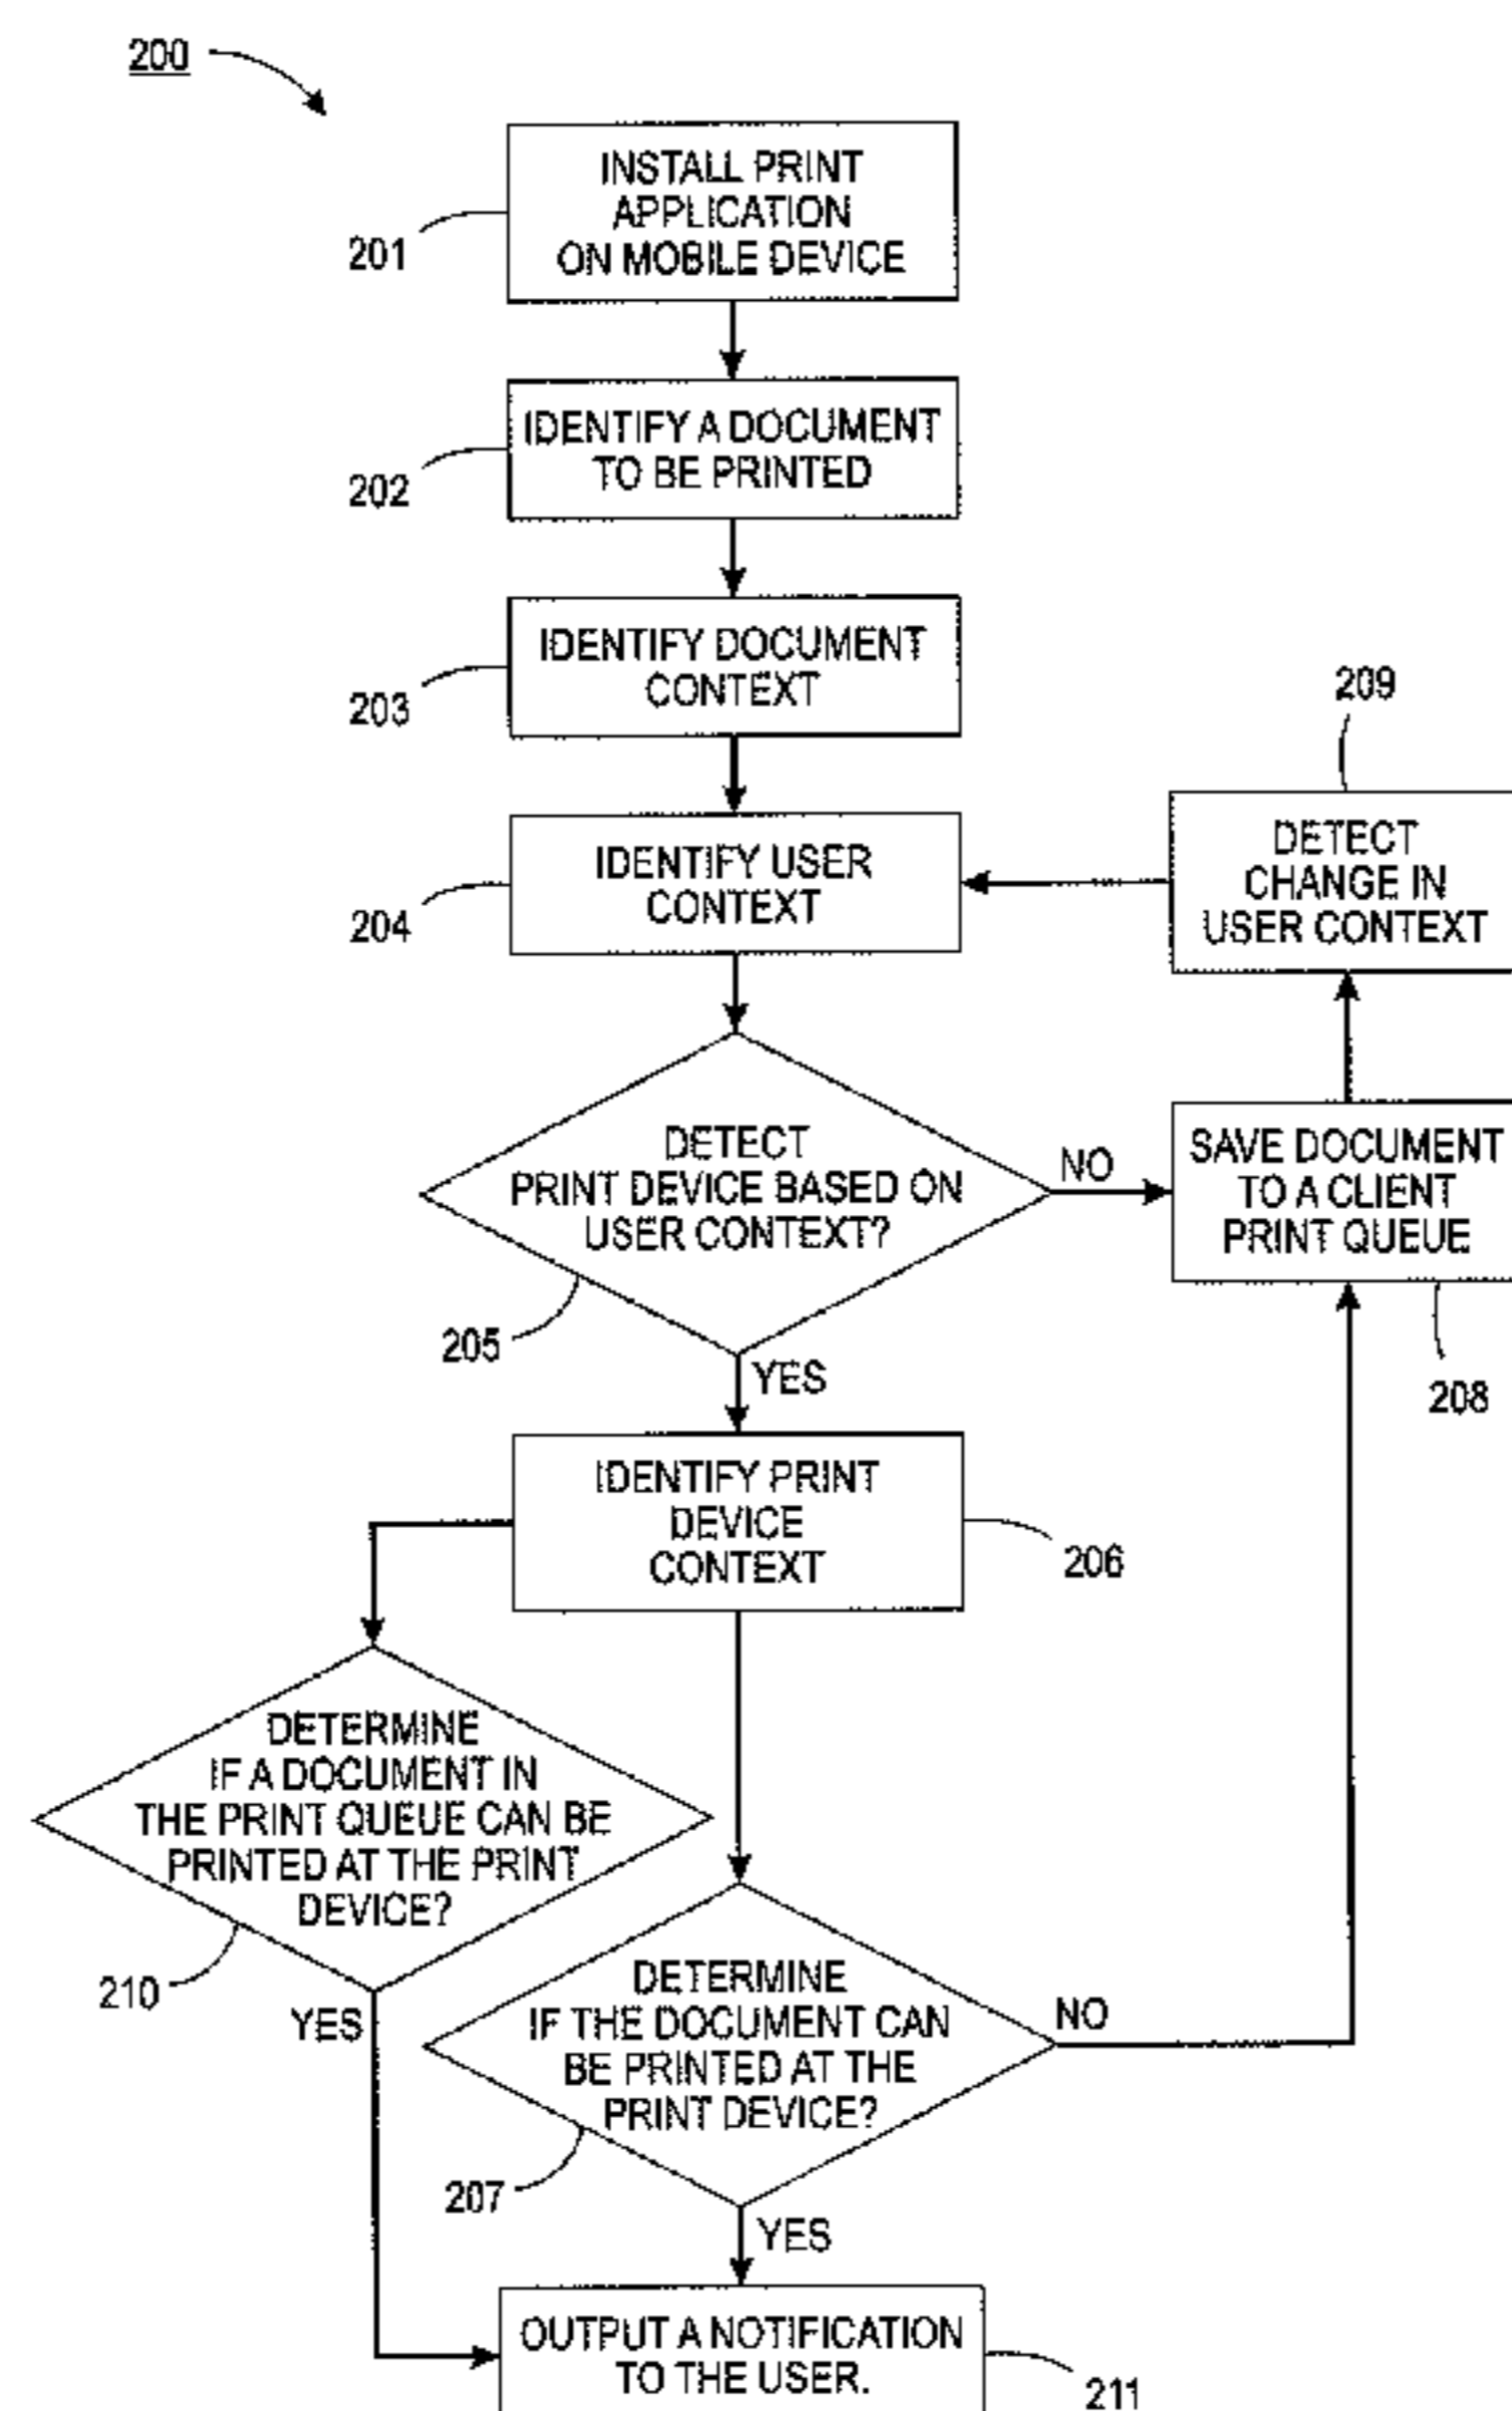 200
INSTALL PRINT
APPLICATION
ON MOBILE DEVICE
201
IDENTIFY A DOCUMENT
TO BE PRINTED
202
IDENTIFY DOCUMENT
CONTEXT
203
209
DETECT
CHANGE IN
USER CONTEXT
IDENTIFY USER
CONTEXT
204
DETECT
PRINT DEVICE BASED ON
USER CONTEXT?
NO
SAVE DOCUMENT
TO A CLIENT
PRINT QUEUE
205
YES
208
IDENTIFY PRINT
DEVICE
CONTEXT
206
DETERMINE
IF A DOCUMENT IN
THE PRINT QUEUE CAN BE
PRINTED AT THE PRINT
DEVICE?
210
YES
DETERMINE
IF THE DOCUMENT CAN
BE PRINTED AT THE
PRINT DEVICE?
NO
207
YES
OUTPUT A NOTIFICATION
TO THE USER.
211